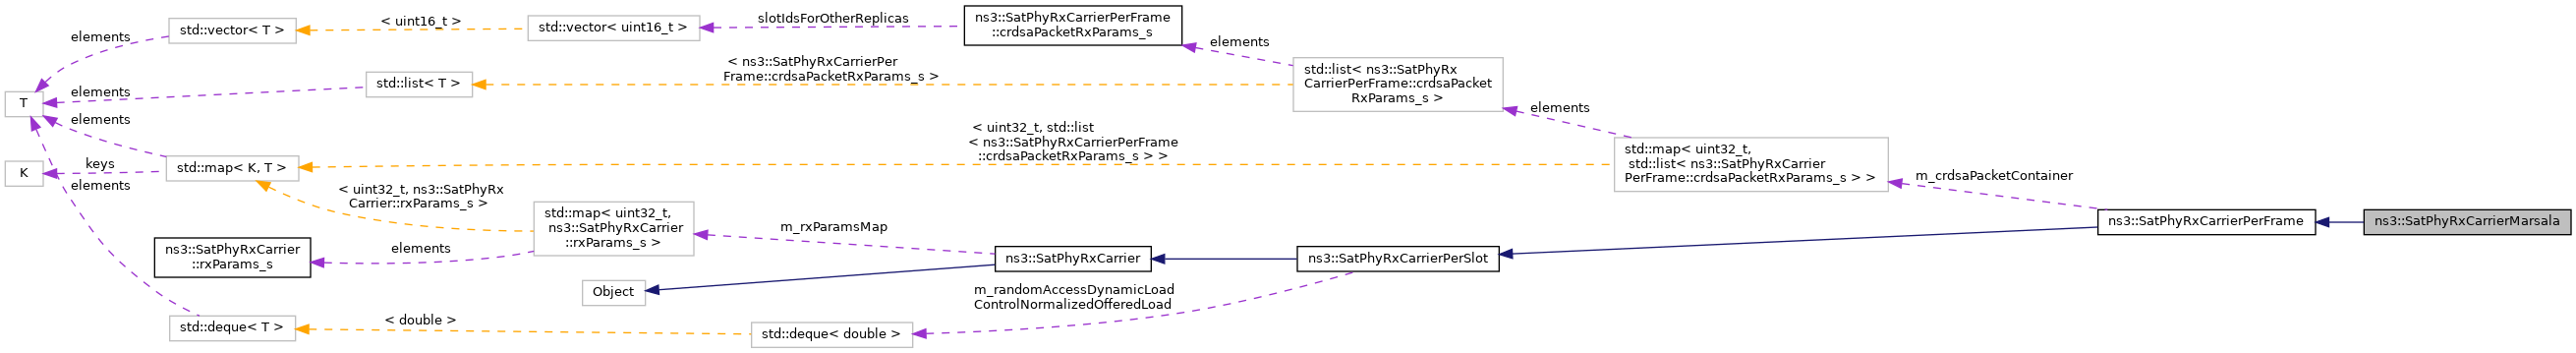 elements
std::vector< T >
< uint16_t >
std::vector< uint16_t >
slotIdsForOtherReplicas
ns3::SatPhyRxCarrierPerFrame
::crdsaPacketRxParams_s
elements
T
elements
std::list< T >
< ns3::SatPhyRxCarrierPer
Frame::crdsaPacketRxParams_s >
std::list< ns3::SatPhyRx
CarrierPerFrame::crdsaPacket
RxParams_s >
elements
elements
K
keys
std::map< K, T >
< uint32_t, std::list
< ns3::SatPhyRxCarrierPerFrame
::crdsaPacketRxParams_s > >
std::map< uint32_t,
std::list< ns3::SatPhyRxCarrier
PerFrame::crdsaPacketRxParams_s > >
m_crdsaPacketContainer
ns3::SatPhyRxCarrierPerFrame
ns3::SatPhyRxCarrierMarsala
elements
< uint32_t, ns3::SatPhyRx
Carrier::rxParams_s >
std::map< uint32_t,
ns3::SatPhyRxCarrier
::rxParams_s >
m_rxParamsMap
ns3::SatPhyRxCarrier
::rxParams_s
elements
ns3::SatPhyRxCarrier
ns3::SatPhyRxCarrierPerSlot
Object
m_randomAccessDynamicLoad
ControlNormalizedOfferedLoad
std::deque< T >
< double >
std::deque< double >